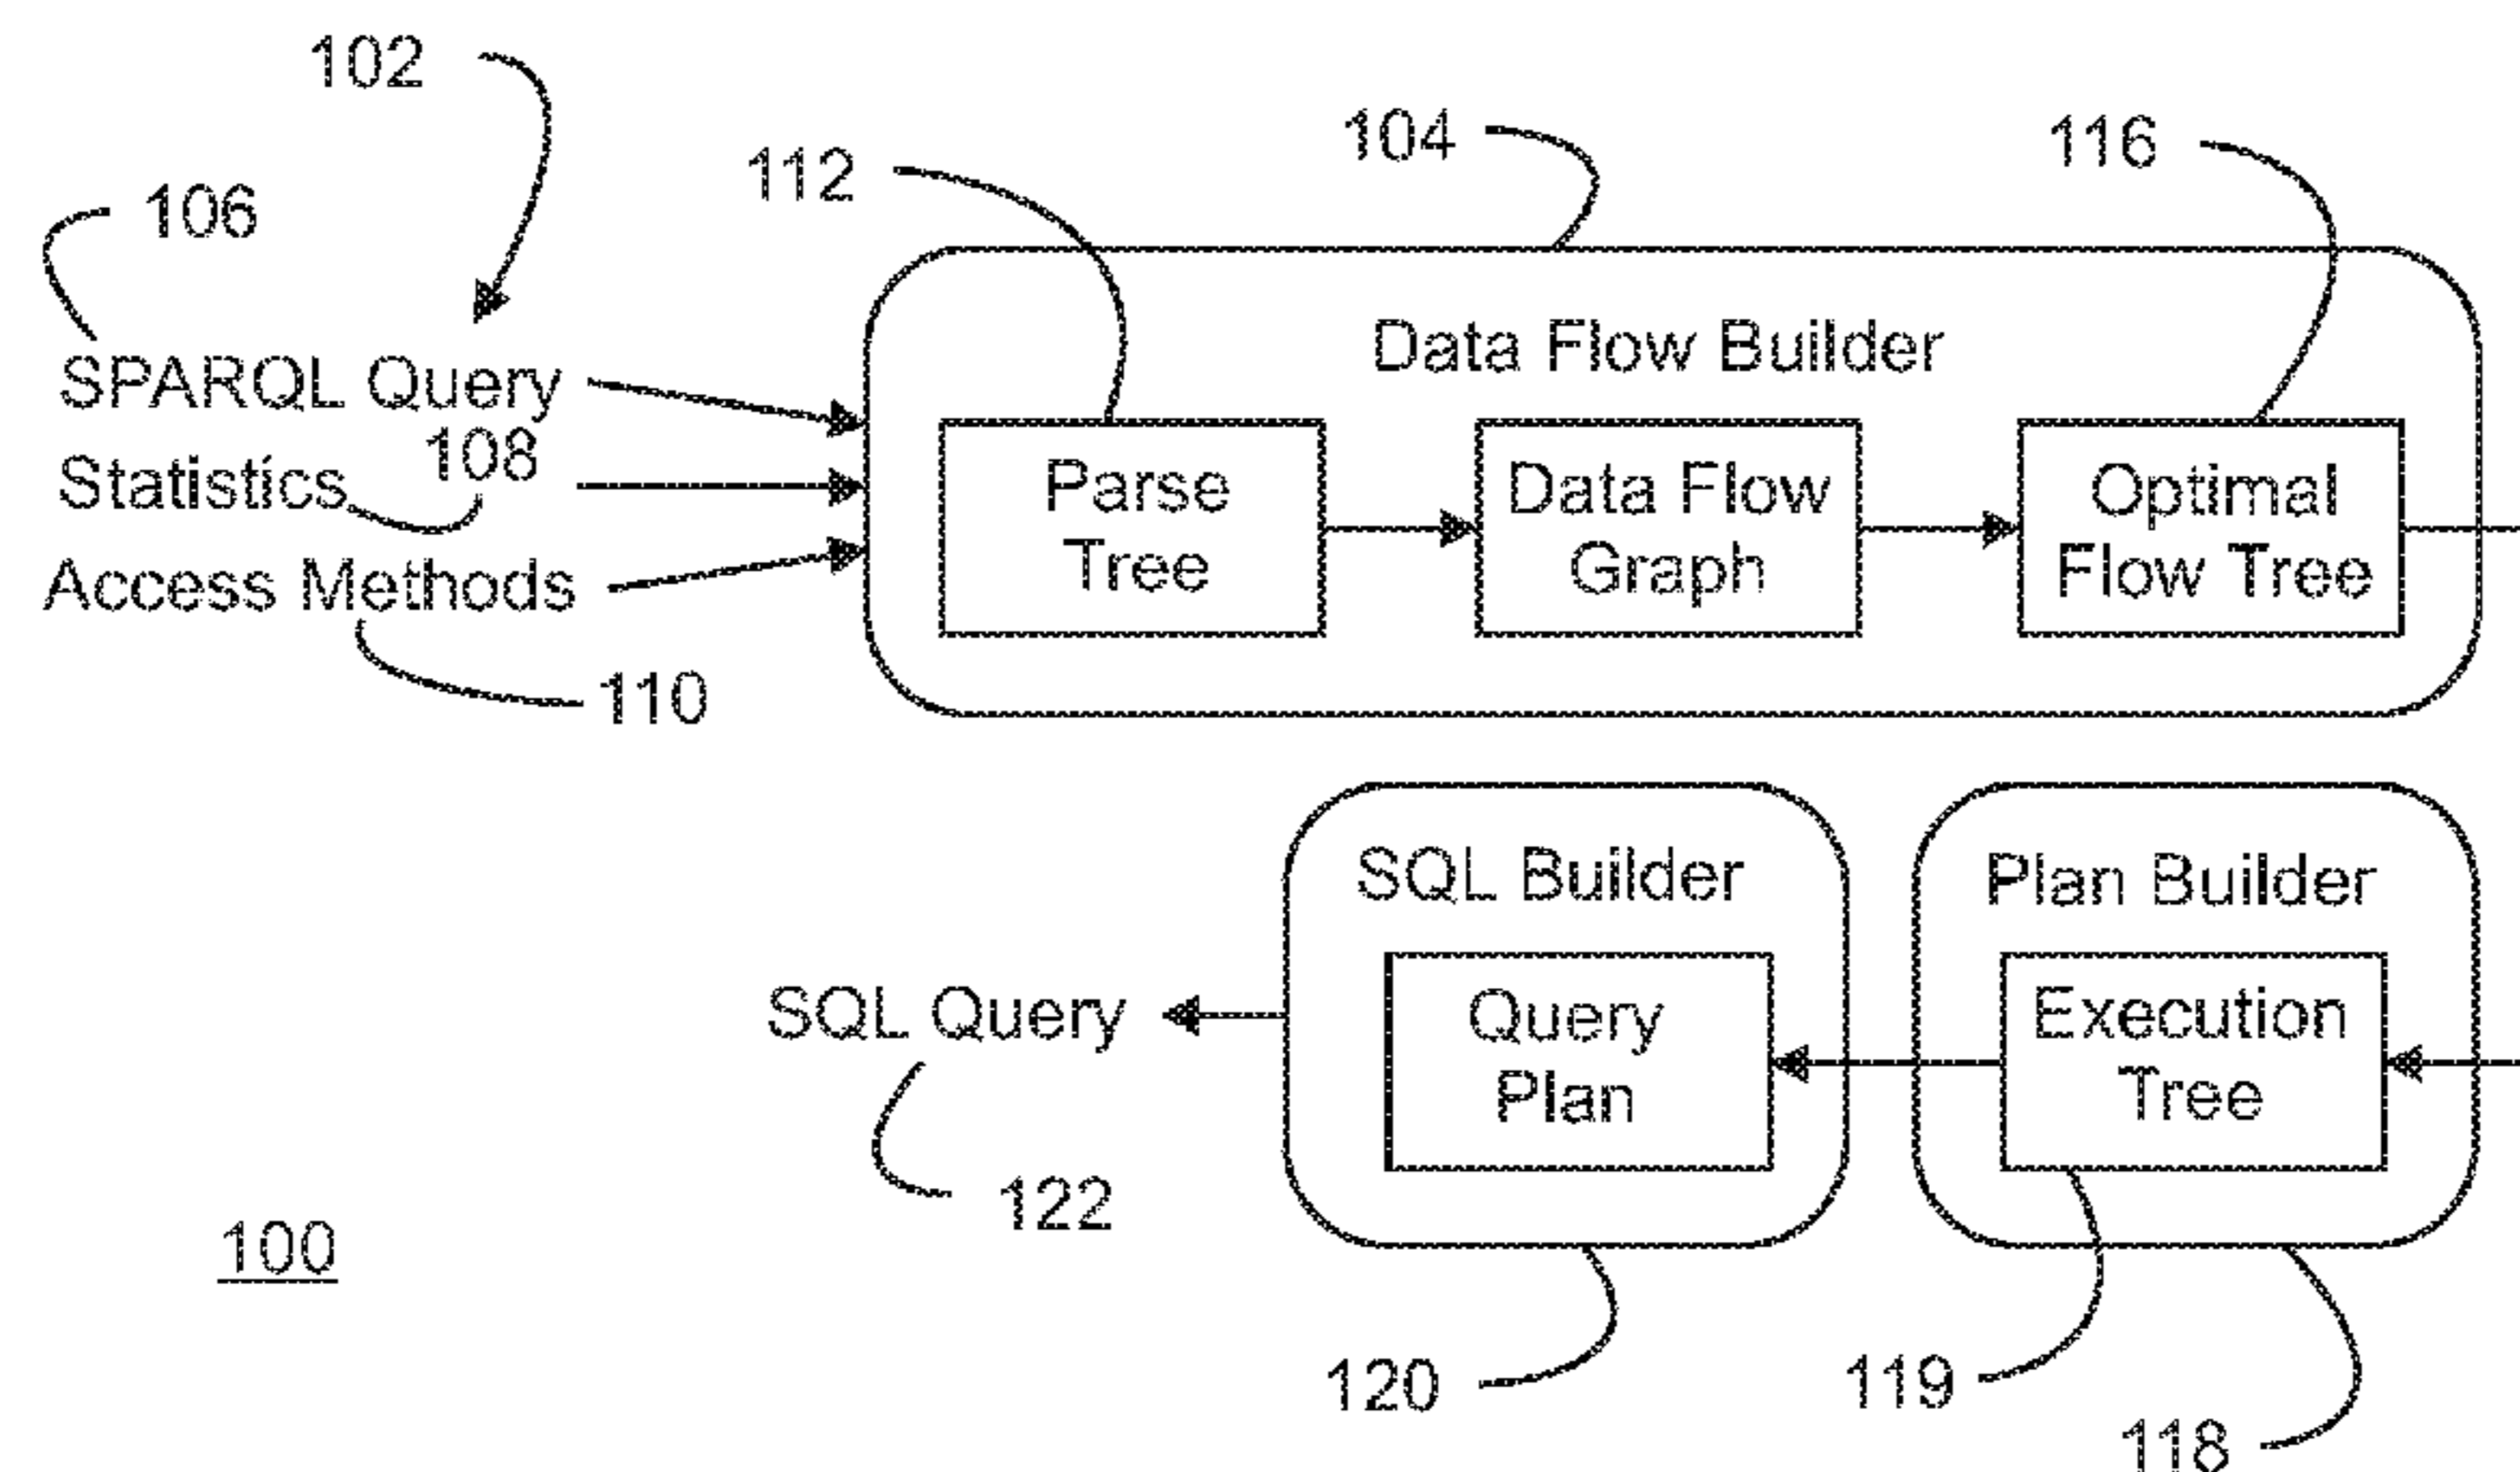 102
104
116
112
106
Data Flow Builder
SPARQL Query
108
Statistics
Access Methods
Parse
Tree
Data Flow
Graph
Optimal
Flow Tree
110
SQL Builder
Plan Builder
SQL Query
Query
Plan
Execution
Tree
122
100
120
119
118